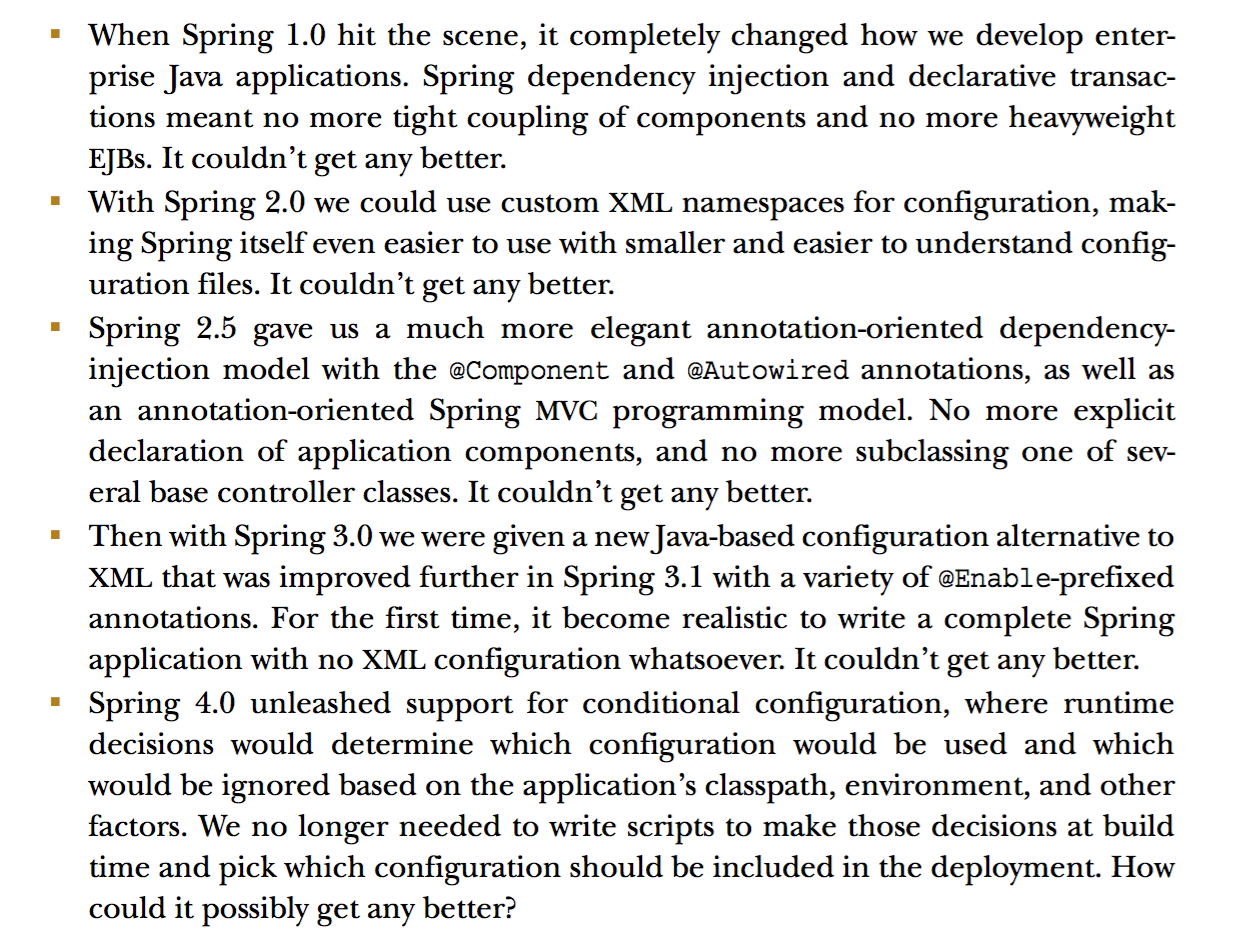 ▪ When Spring 1.0 hit the scene, it completely changed how we develop enter-
prise Java applications. Spring dependency injection and declarative transac-
tions meant no more tight coupling of components and no more heavyweight
EJBs. It couldn’t get any better.
▪ With Spring 2.0 we could use custom XML namespaces for configuration, mak-
ing Spring itself even easier to use with smaller and easier to understand config-
uration files. It couldn’t get any better.
▪ Spring 2.5 gave us a much more elegant annotation-oriented dependency-
injection model with the @Component and @Autowired annotations, as well as
an annotation-oriented Spring MVC programming model. No more explicit
declaration of application components, and no more subclassing one of sev-
eral base controller classes. It couldn’t get any better.
▪ Then with Spring 3.0 we were given a new Java-based configuration alternative to
XML that was improved further in Spring 3.1 with a variety of @Enable-prefixed
annotations. For the first time, it become realistic to write a complete Spring
application with no XML configuration whatsoever. It couldn’t get any better.
▪ Spring 4.0 unleashed support for conditional configuration, where runtime
decisions would determine which configuration would be used and which
would be ignored based on the application’s classpath, environment, and other
factors. We no longer needed to write scripts to make those decisions at build
time and pick which configuration should be included in the deployment. How
could it possibly get any better?